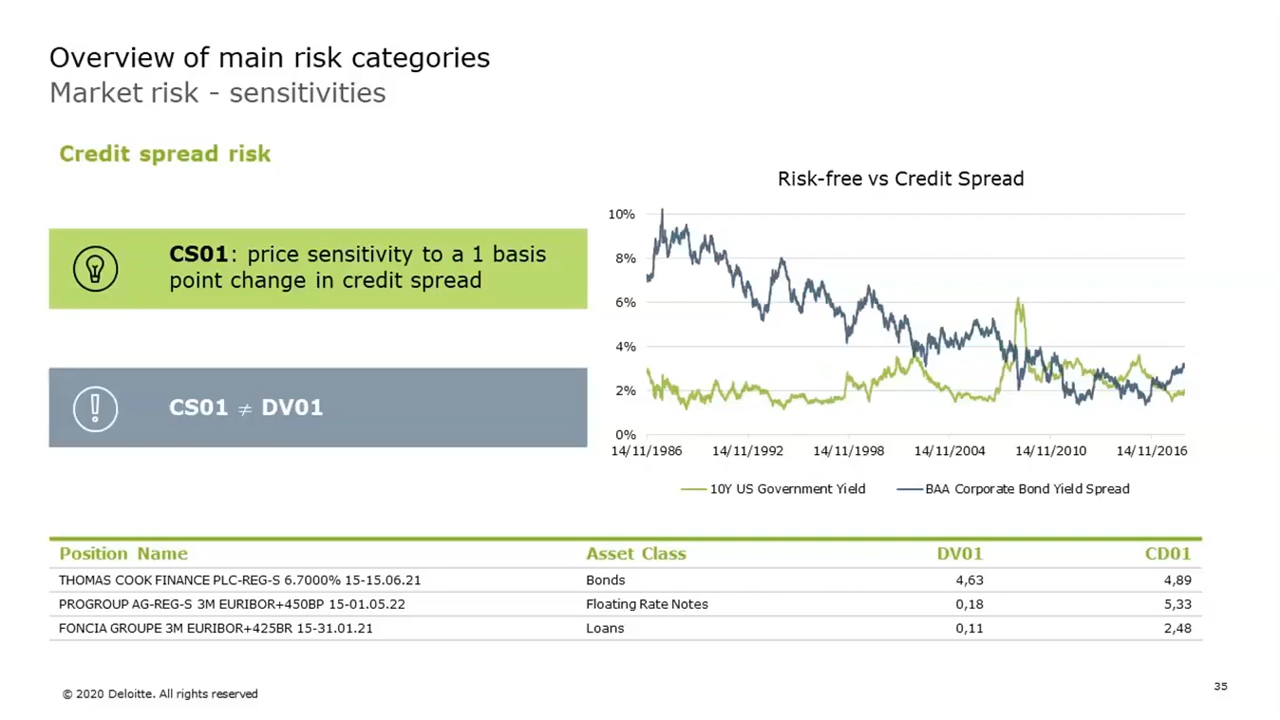 Overview of main risk categories
Market risk - sensitivities
Credit spread risk
CS01: price sensitivity to a 1 basis
point change in credit spread
CS01 ≠ DV01
Risk-free vs Credit Spread
10%
8%
6%
4%
2%
0%
14/11/1986 14/11/1992 14/11/1998 14/11/2004 14/11/2010 14/11/2016
10Y US Government Yield BAA Corporate Bond Yield Spread
Position Name Asset Class DV01 CD01
THOMAS COOK FINANCE PLC-REG-S 6.7000% 15-15.06.21 Bonds 4,63 4,89
PROGROUP AG-REG-S 3M EURIBOR+450BP 15-01.05.22 Floating Rate Notes 0,18 5,33
FONCIA GROUPE 3M EURIBOR+425BR 15-31.01.21 Loans 0,11 2,48
© 2020 Deloitte. All rights reserved
35